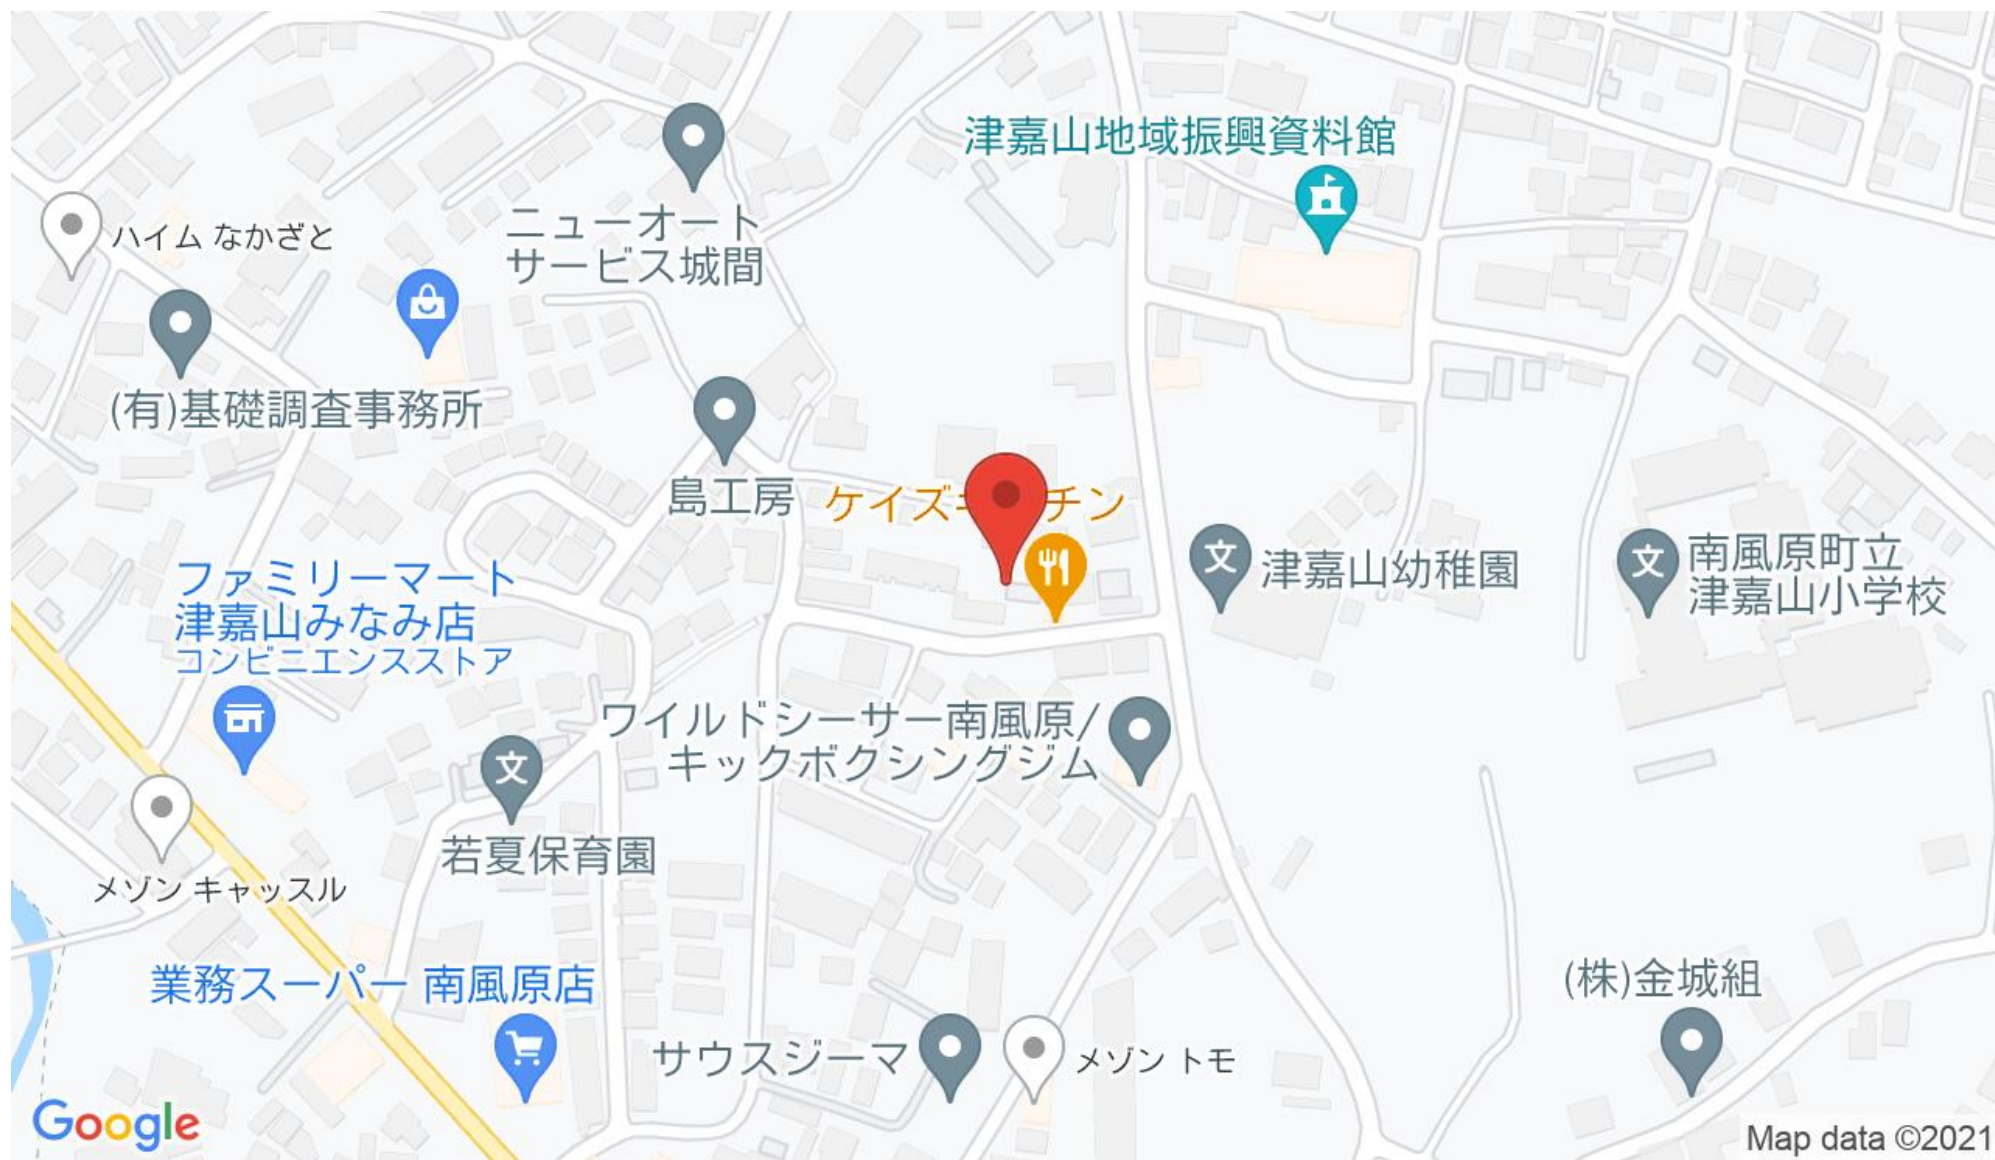 津嘉山地域振興資料館
ニューオート
サービス城間
ハイム なかざと
(有)基礎調査事務所
島工房
ケイズキ チン
津嘉山幼稚園
南風原町立
津嘉山小学校
ファミリーマート
津嘉山みなみ店
コンビニエンスストア
ワイルドシーサー南風原/
キックボクシングジム
若夏保育園
メゾン キャッスル
業務スーパー 南風原店
(株)金城組
サウスジーマ
メゾン トモ
Google
Map data ©2021
文
文
文